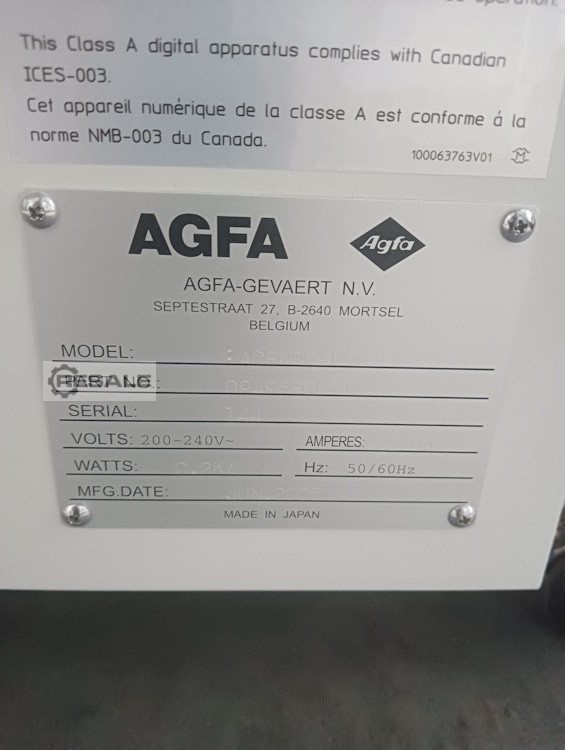 This Class A digital apparatus complies with Canadian
ICES-003.
Cet appareil numérique de la classe A est conforme á la
norme NMB-003 du Canada.
100063763V01
AGFA
Agfa
AGFA-GEVAERT N.V.
SEPTESTRAAT 27, B-2640 MORTSEL
BELGIUM
MODEL:
PART NO.:
SERIAL:
VOLTS: 200-240V~ AMPERES:
WATTS: Hz: 50/60Hz
MFG.DATE:
MADE IN JAPAN